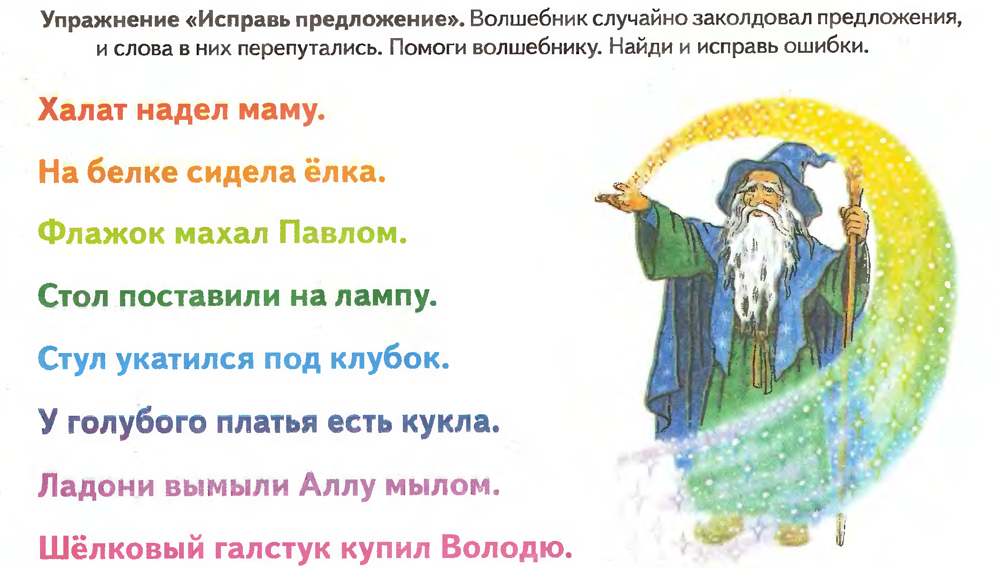 Упражнение «Исправь предложение». Волшебник случайно заколдовал предложения,
и слова в них перепутались. Помоги волшебнику. Найди и исправь ошибки.
Халат надел маму.
На белке сидела ёлка.
Флажок махал Павлом.
Стол поставили на лампу.
Стул укатился под клубок.
У голубого платья есть кукла.
Ладони вымыли Аллу мылом.
Шёлковый галстук купил Володю.